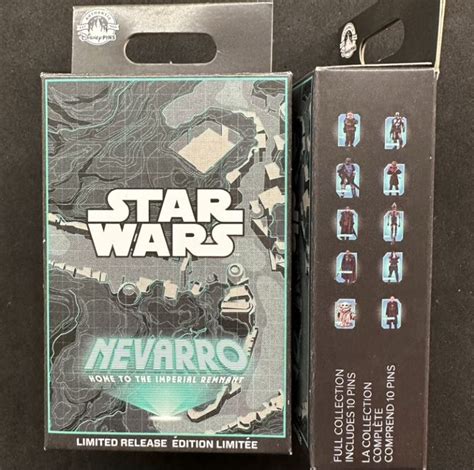 Disney PINS
STAR
WARS
NEVARRO
HOME TO THE IMPERIAL REMNANT
LIMITED RELEASE ÉDITION LIMITÉE
FULL COLLECTION
INCLUDES 10 PINS
LA COLLECTION
COMPLÈTE
COMPREND 10 PINS